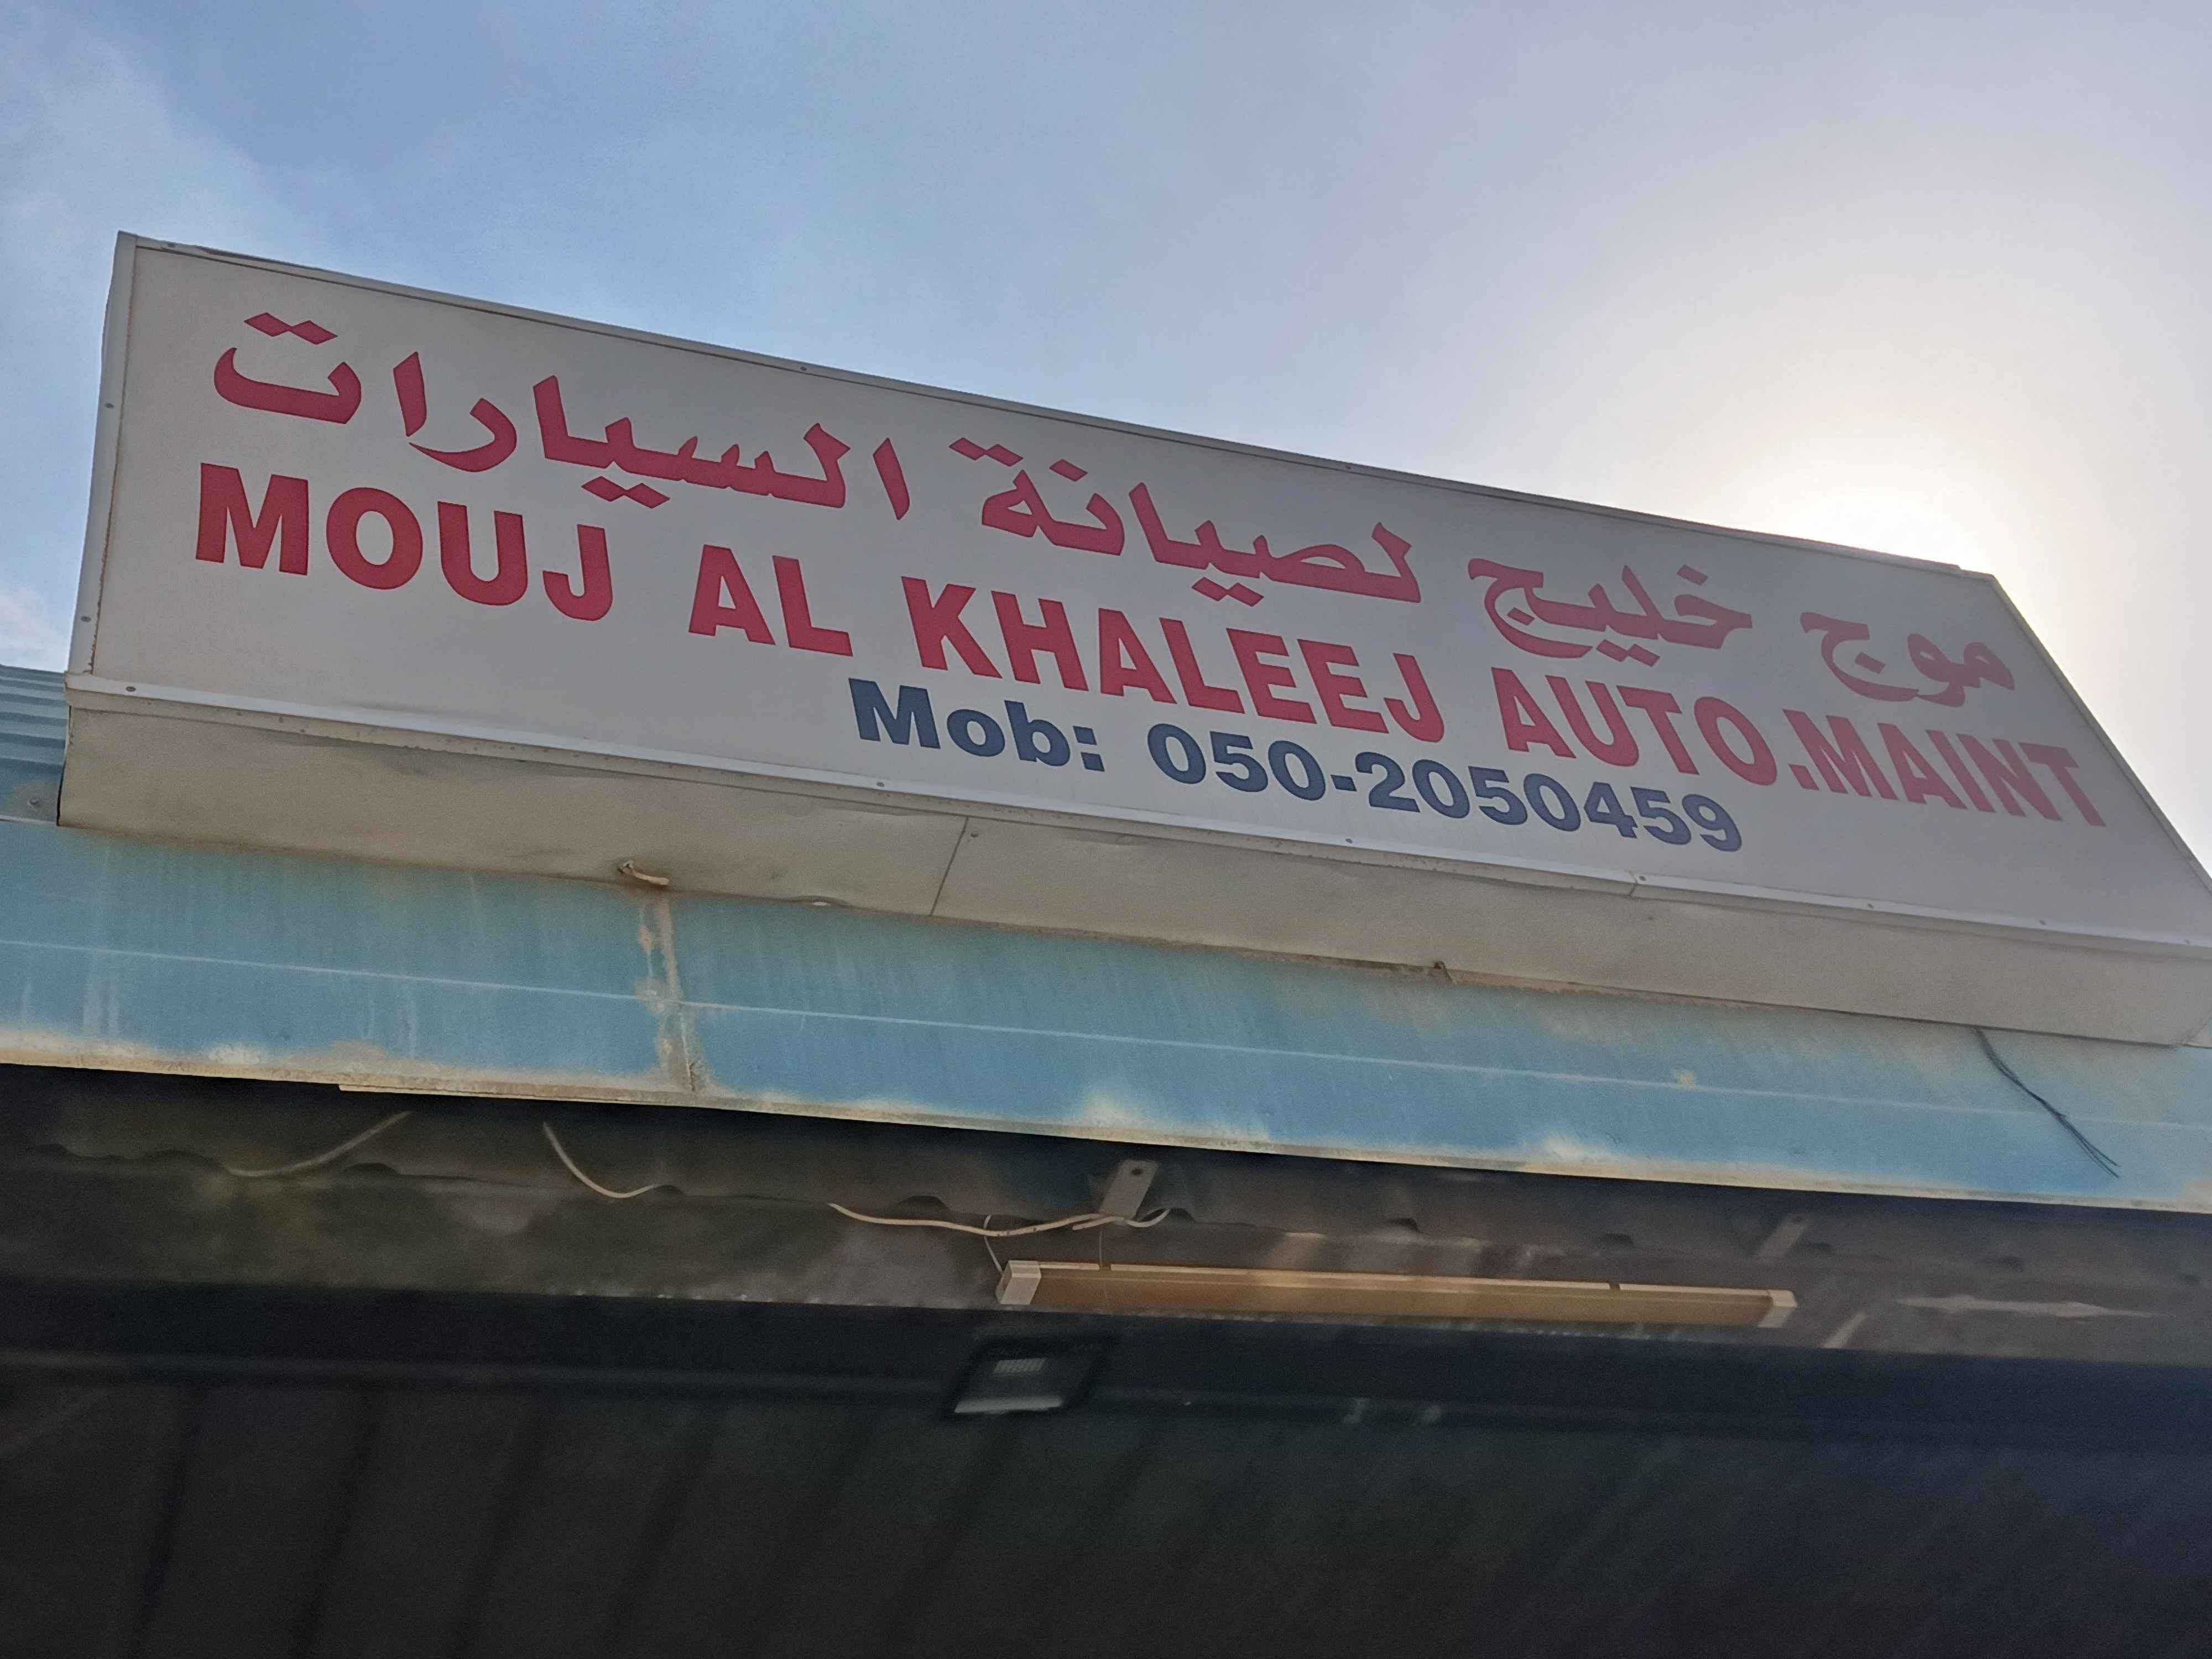 موج خليج لصيانة السيارات
MOUJ AL KHALEEJ AUTO.MAINT
Mob: 050-2050459